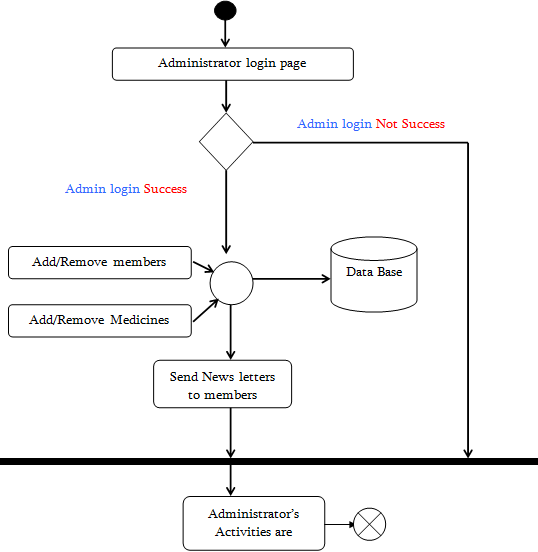 Administrator login page
Admin login Not Success
Admin login Success
Add/Remove members
Data Base
Add/Remove Medicines
Send News letters
to members
Administrator's
Activities are